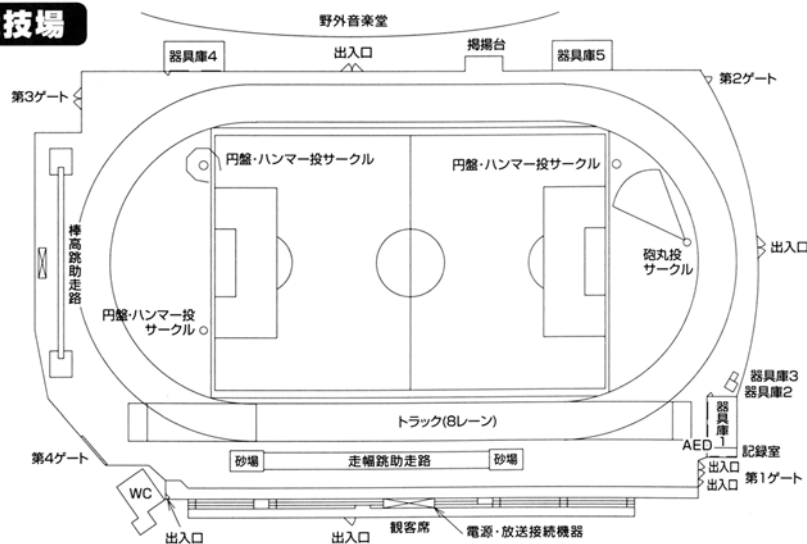 技場
野外音楽堂
器具庫4
出入口
掲揚台
器具庫5
第3ゲート
第2ゲート
円盤・ハンマー投サークル
円盤・ハンマー投サークル
棒高跳助走路
砲丸投
サークル
出入口
円盤・ハンマー投
サークル
器具庫3
器具庫2
器具庫1
トラック(8レーン)
AED
記録室
第4ゲート
砂場
走幅跳助走路
砂場
出入口
第1ゲート
出入口
WC
出入口
出入口
観客席
電源・放送接続機器